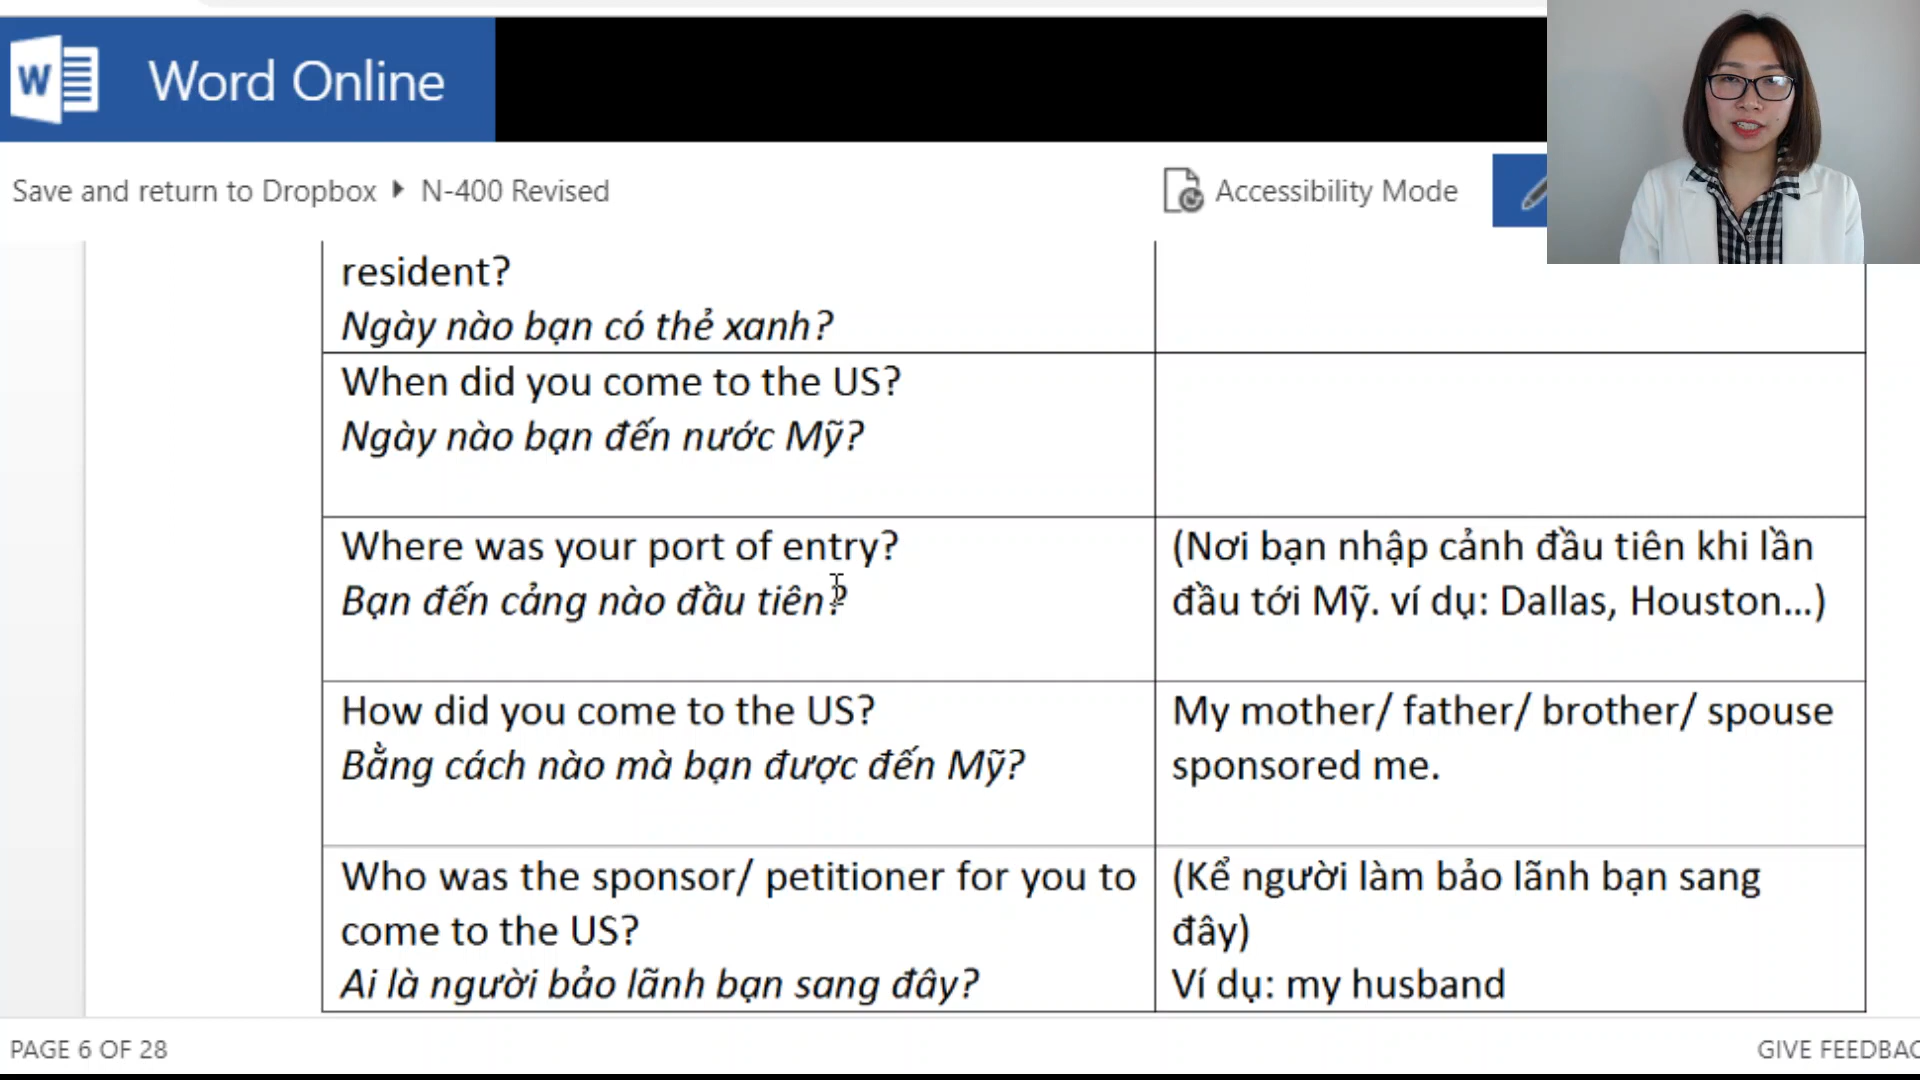 W Word Online
Save and return to Dropbox N-400 Revised
Accessibility Mode
resident?
Ngày nào bạn có thẻ xanh?
When did you come to the US?
Ngày nào bạn đến nước Mỹ?
Where was your port of entry?
Bạn đến cảng nào đầu tiên?
(Nơi bạn nhập cảnh đầu tiên khi lần
đầu tới Mỹ. ví dụ: Dallas, Houston...)
How did you come to the US?
Bằng cách nào mà bạn được đến Mỹ?
My mother/ father/ brother/ spouse
sponsored me.
Who was the sponsor/ petitioner for you to
come to the US?
Ai là người bảo lãnh bạn sang đây?
(Kể người làm bảo lãnh bạn sang
đây)
Ví dụ: my husband
PAGE 6 OF 28
GIVE FEEDBAC